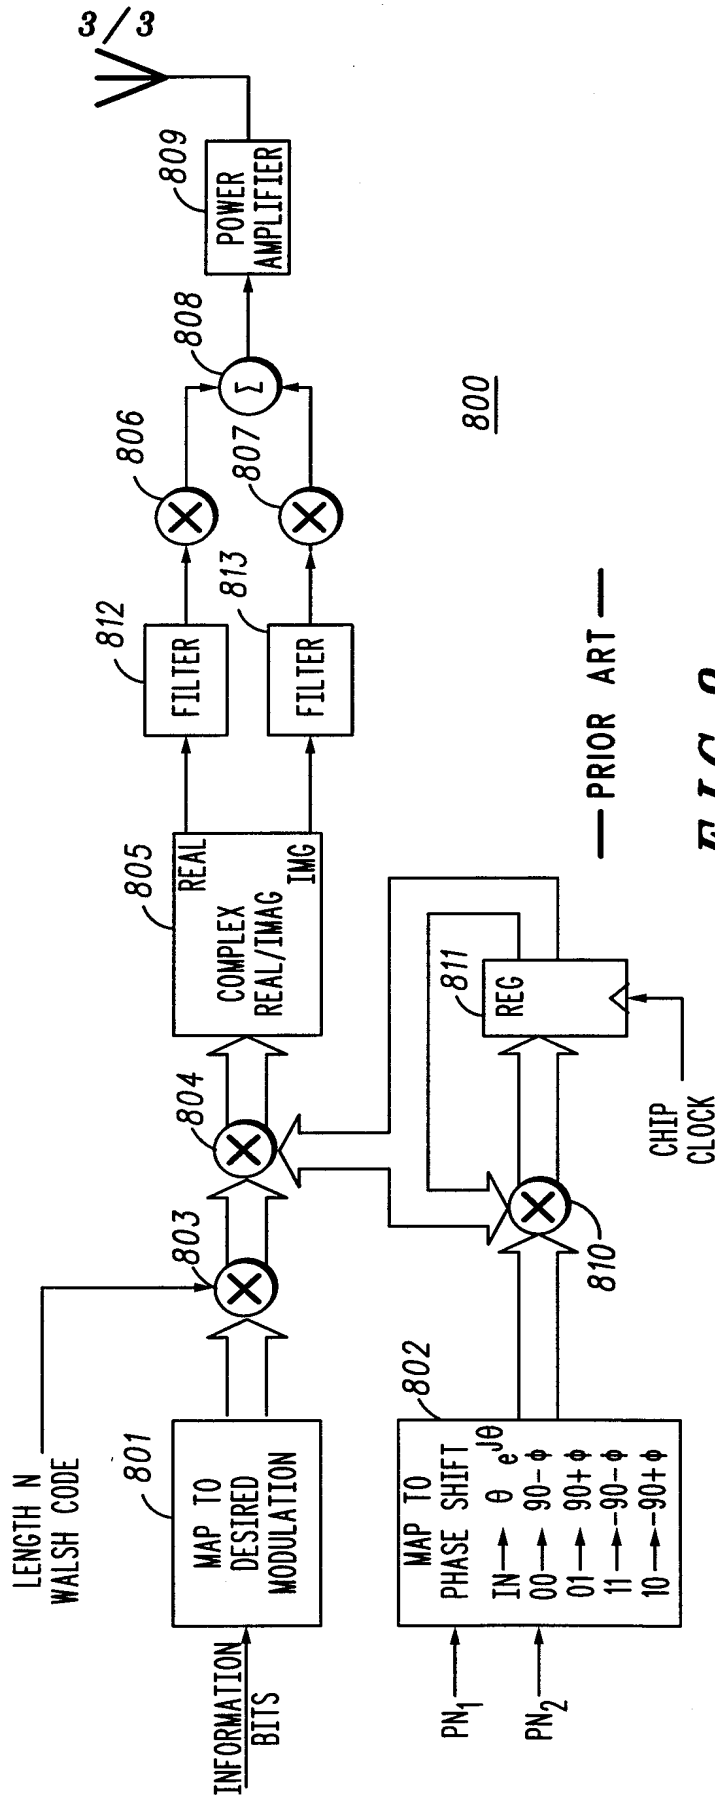 3/3
LENGTH N
WALSH CODE
INFORMATION
BITS
801
MAP TO
DESIRED
MODULATION
803
804
805
COMPLEX
REAL/IMAG
REAL
IMG
812
FILTER
813
FILTER
806
807
808
Σ
809
POWER
AMPLIFIER
PN1
PN2
802
MAP TO
PHASE SHIFT
IN → θ e^Jθ
00 → 90-ϕ
01 → 90+ϕ
11 → -90-ϕ
10 → -90+ϕ
810
811
REG
CHIP
CLOCK
800
— PRIOR ART —